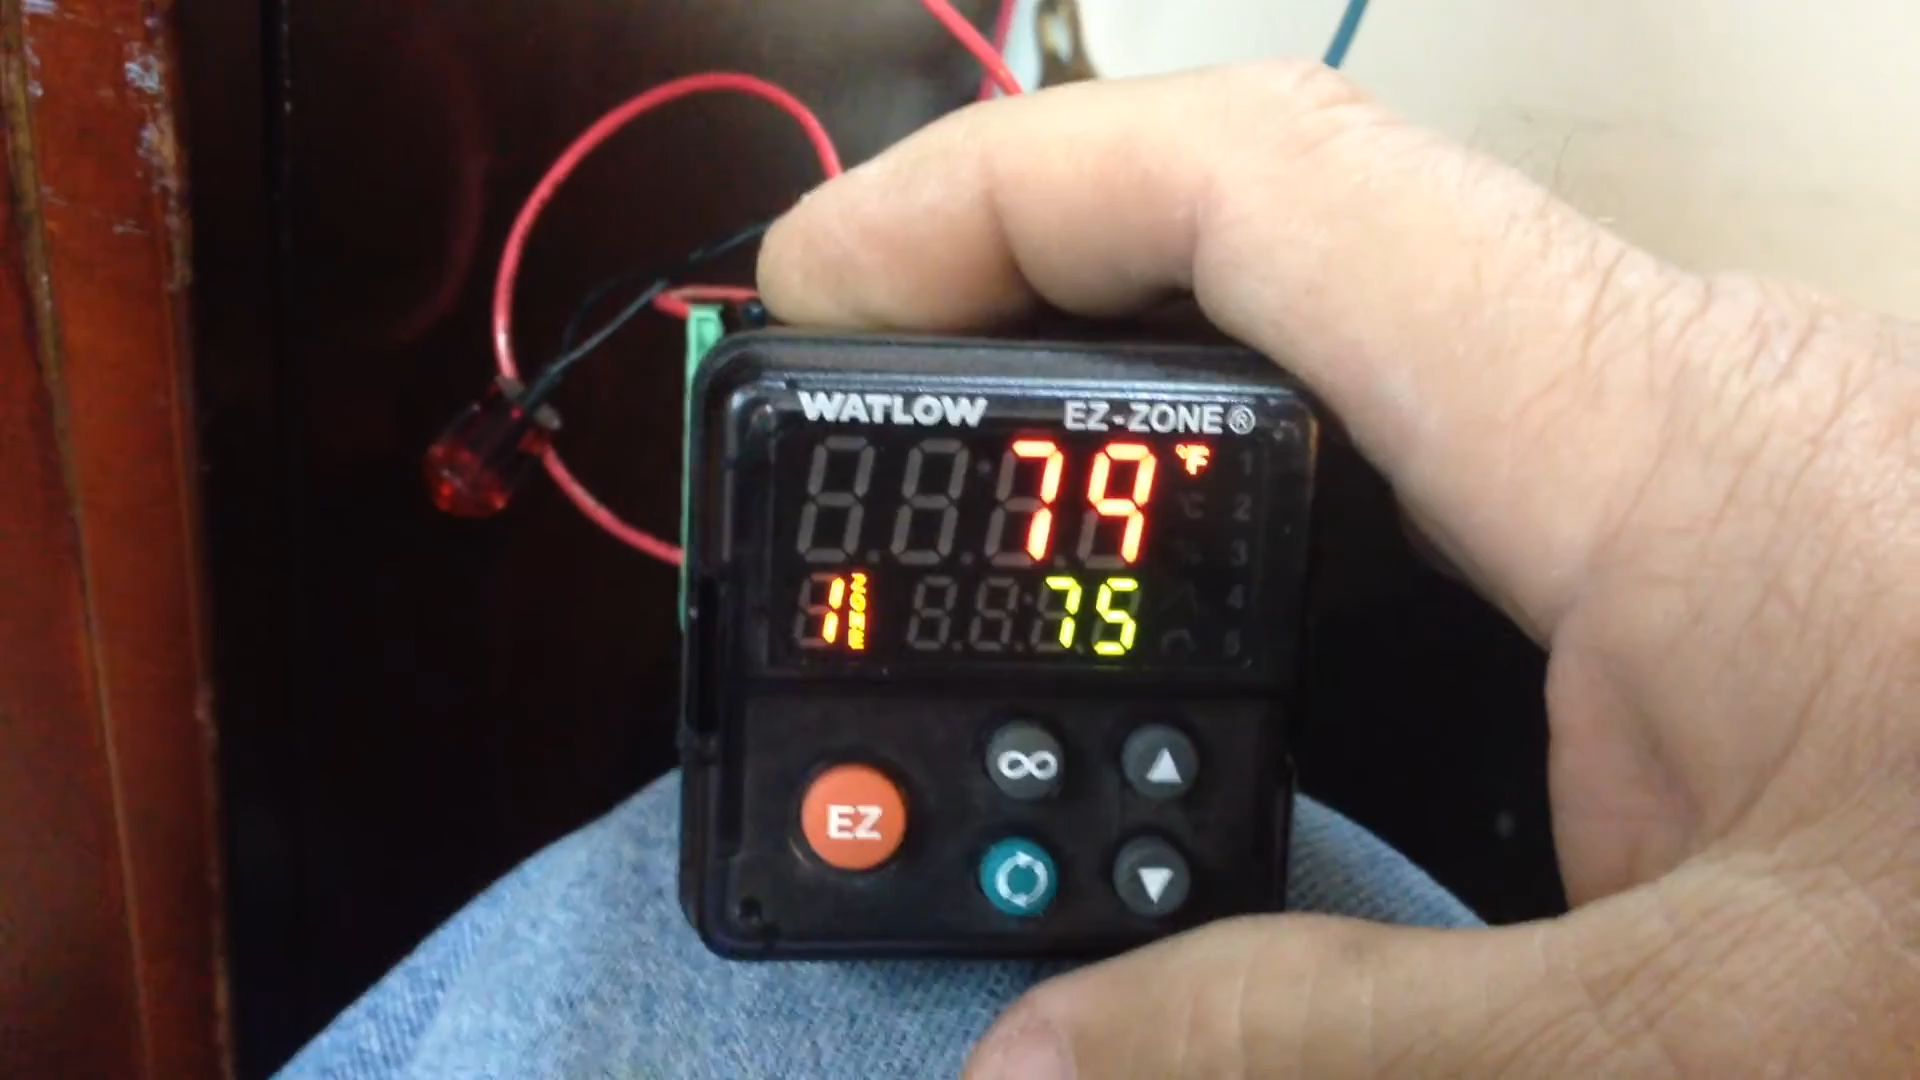 WATLOW EZ-ZONE®
79 °F 1
°C 2
% 3
1 ZONE 75 4
5
∞ ▲
EZ ▼